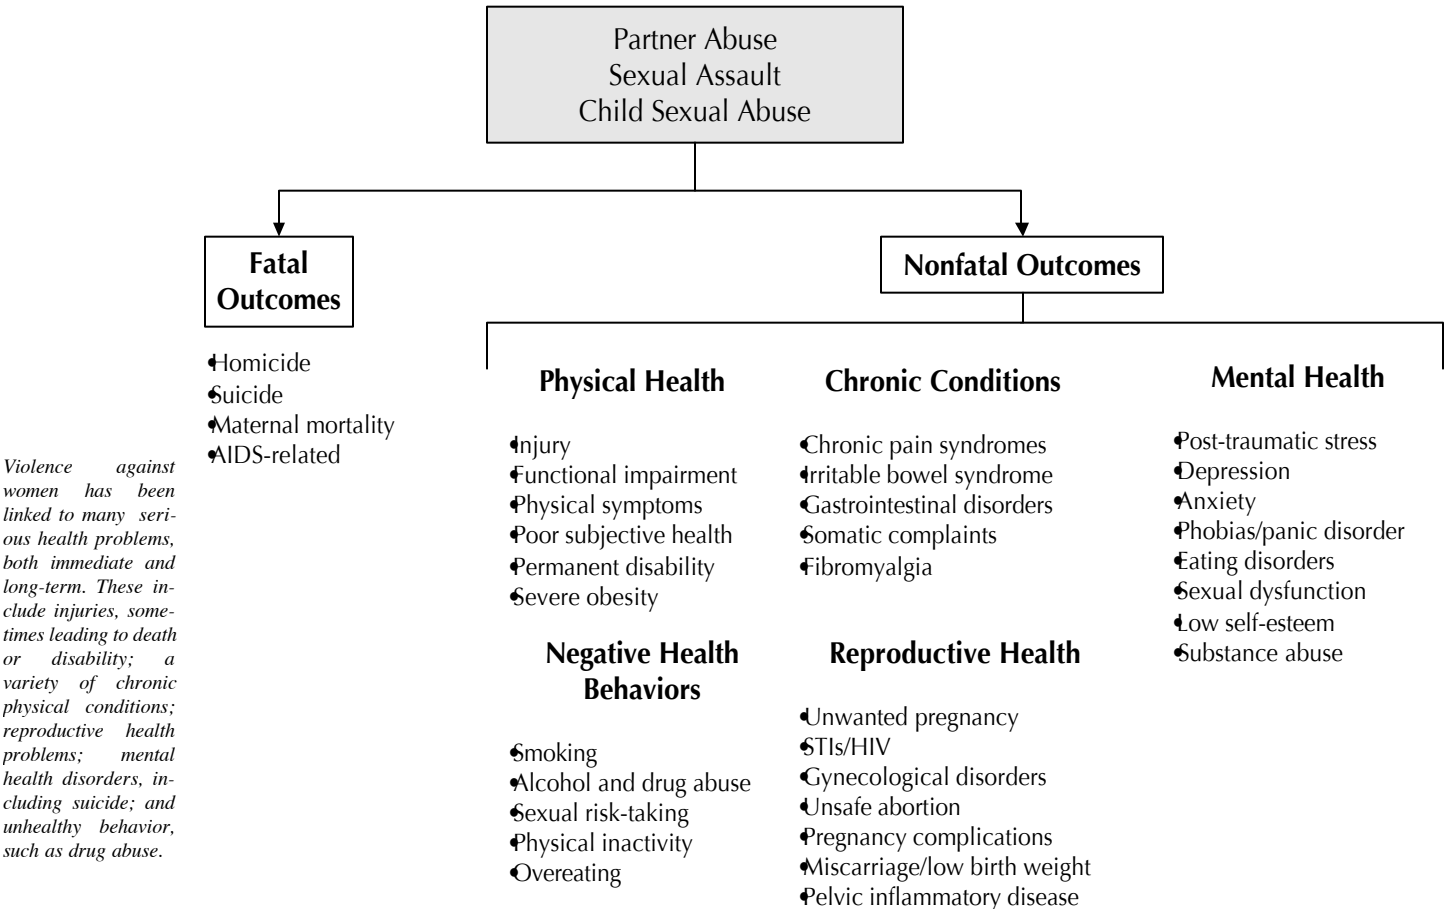 Partner Abuse
Sexual Assault
Child Sexual Abuse
Fatal
Outcomes
•Homicide
•Suicide
•Maternal mortality
•AIDS-related
Nonfatal Outcomes
Physical Health
•Injury
•Functional impairment
•Physical symptoms
•Poor subjective health
•Permanent disability
•Severe obesity
Chronic Conditions
•Chronic pain syndromes
•Irritable bowel syndrome
•Gastrointestinal disorders
•Somatic complaints
•Fibromyalgia
Mental Health
•Post-traumatic stress
•Depression
•Anxiety
•Phobias/panic disorder
•Eating disorders
•Sexual dysfunction
•Low self-esteem
•Substance abuse
Negative Health
Behaviors
•Smoking
•Alcohol and drug abuse
•Sexual risk-taking
•Physical inactivity
•Overeating
Reproductive Health
•Unwanted pregnancy
•STIs/HIV
•Gynecological disorders
•Unsafe abortion
•Pregnancy complications
•Miscarriage/low birth weight
•Pelvic inflammatory disease
Violence against
women has been
linked to many seri-
ous health problems,
both immediate and
long-term. These in-
clude injuries, some-
times leading to death
or disability; a
variety of chronic
physical conditions;
reproductive health
problems; mental
health disorders, in-
cluding suicide; and
unhealthy behavior,
such as drug abuse.